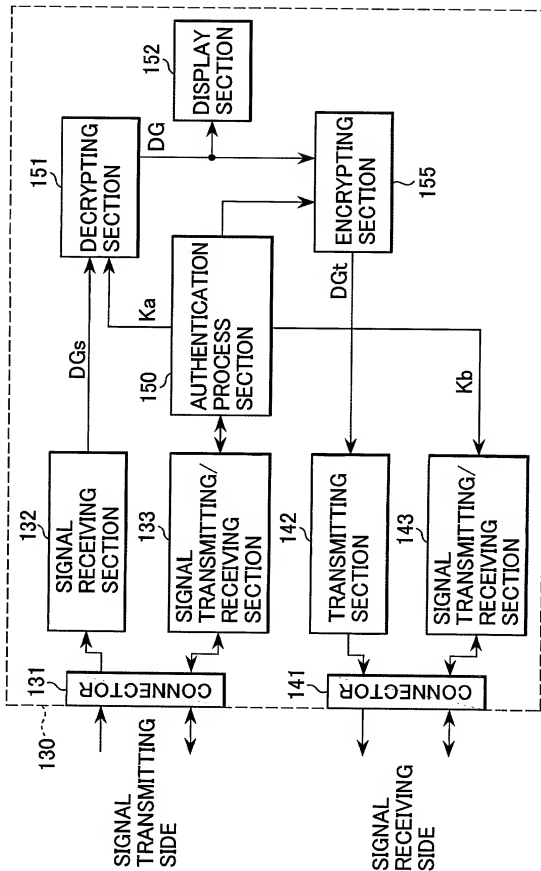 130
SIGNAL
TRANSMITTING
SIDE
131
CONNECTOR
132
SIGNAL
RECEIVING
SECTION
133
SIGNAL
TRANSMITTING/
RECEIVING
SECTION
DGs
Ka
150
AUTHENTICATION
PROCESS
SECTION
151
DECRYPTING
SECTION
DG
152
DISPLAY
SECTION
SIGNAL
RECEIVING
SIDE
141
CONNECTOR
142
TRANSMITTING
SECTION
143
SIGNAL
TRANSMITTING/
RECEIVING
SECTION
DGt
Kb
ENCRYPTING
SECTION
155